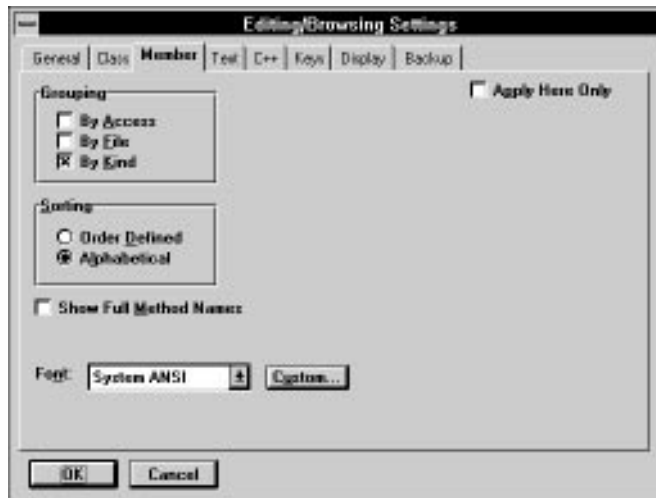 Editing/Browsing Settings
General Class Member Text C++ Keys Display Backup
Grouping
Apply Here Only
By Access
By File
By Kind
Sorting
Order Defined
Alphabetical
Show Full Method Names
Font: System ANSI Custom...
OK Cancel